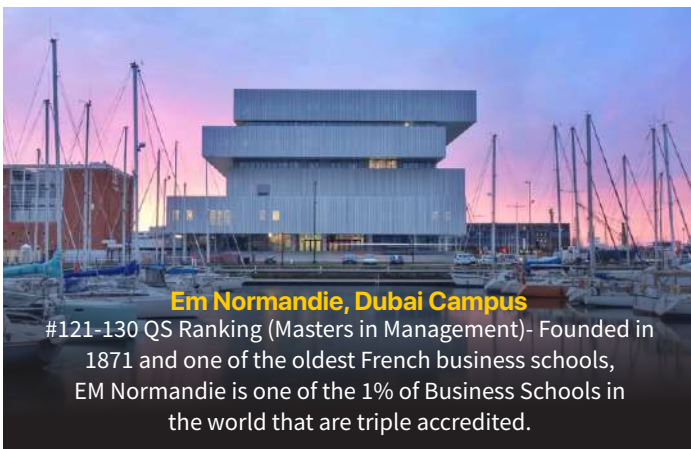 Em Normandie, Dubai Campus
#121-130 QS Ranking (Masters in Management)- Founded in
1871 and one of the oldest French business schools,
EM Normandie is one of the 1% of Business Schools in
the world that are triple accredited.